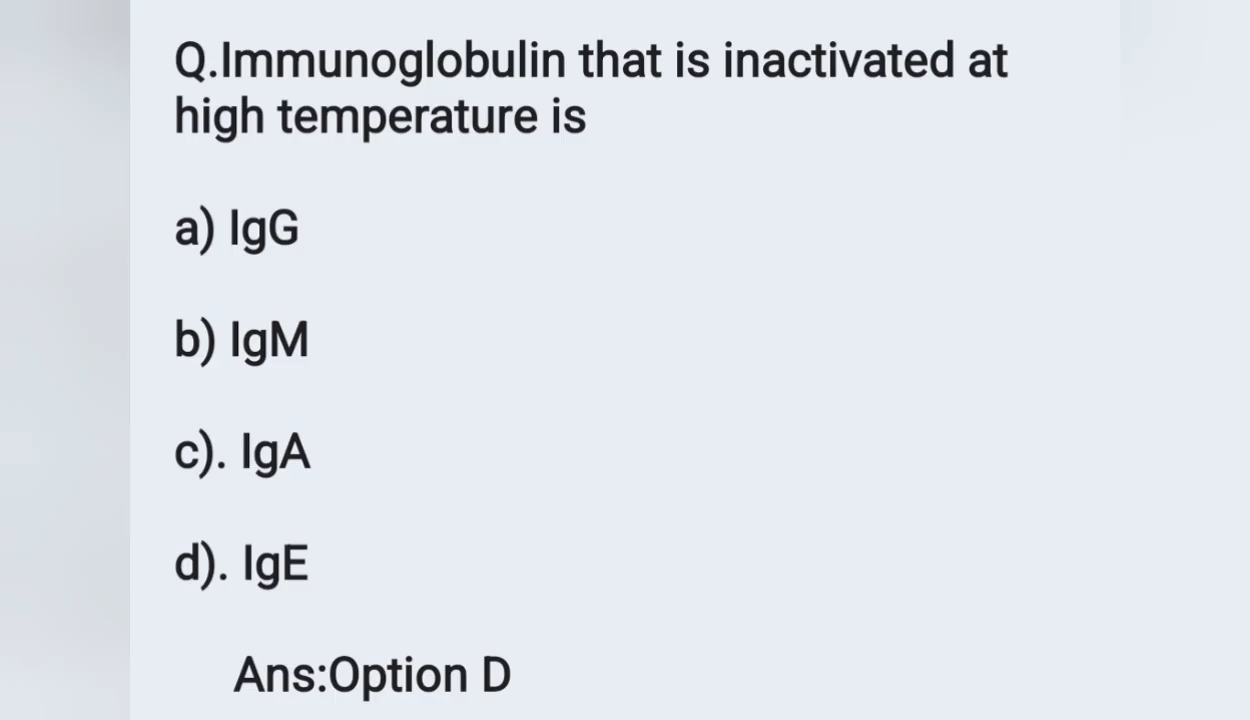 Q.Immunoglobulin that is inactivated at
high temperature is
a) IgG
b) IgM
c). IgA
d). IgE
Ans:Option D